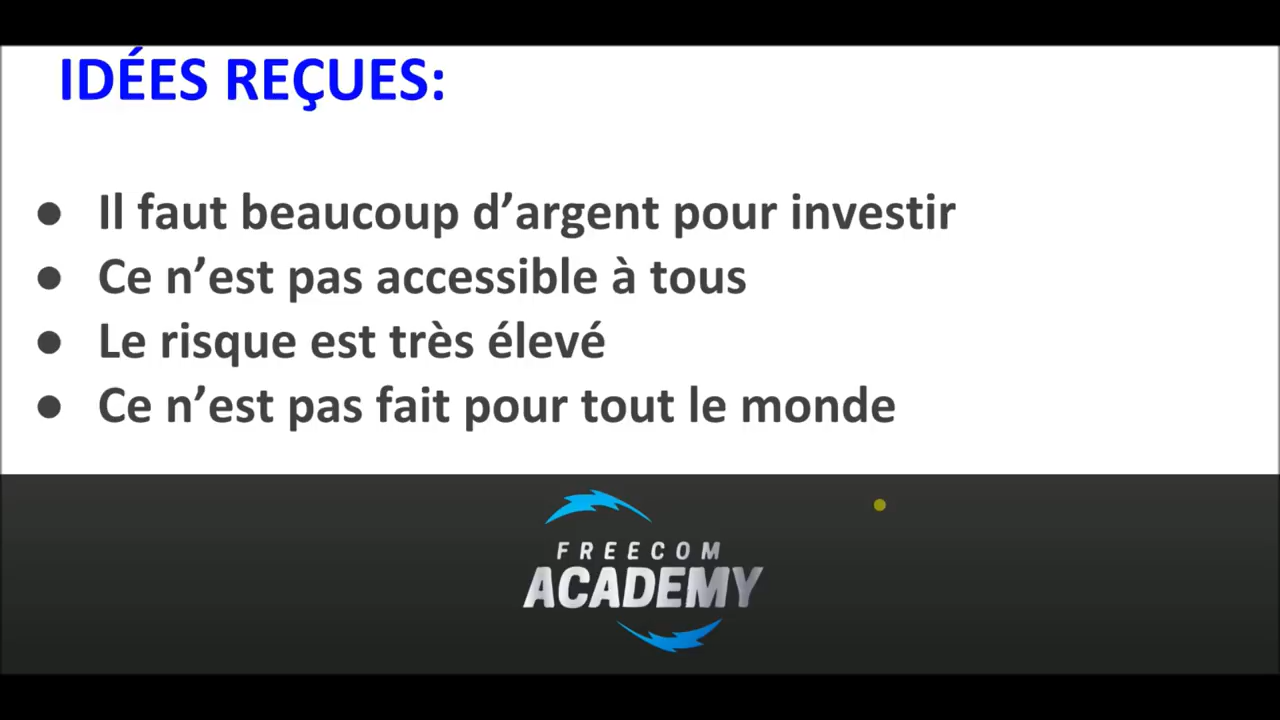 IDÉES REÇUES:
● Il faut beaucoup d’argent pour investir
● Ce n’est pas accessible à tous
● Le risque est très élevé
● Ce n’est pas fait pour tout le monde
FREECOM
ACADEMY